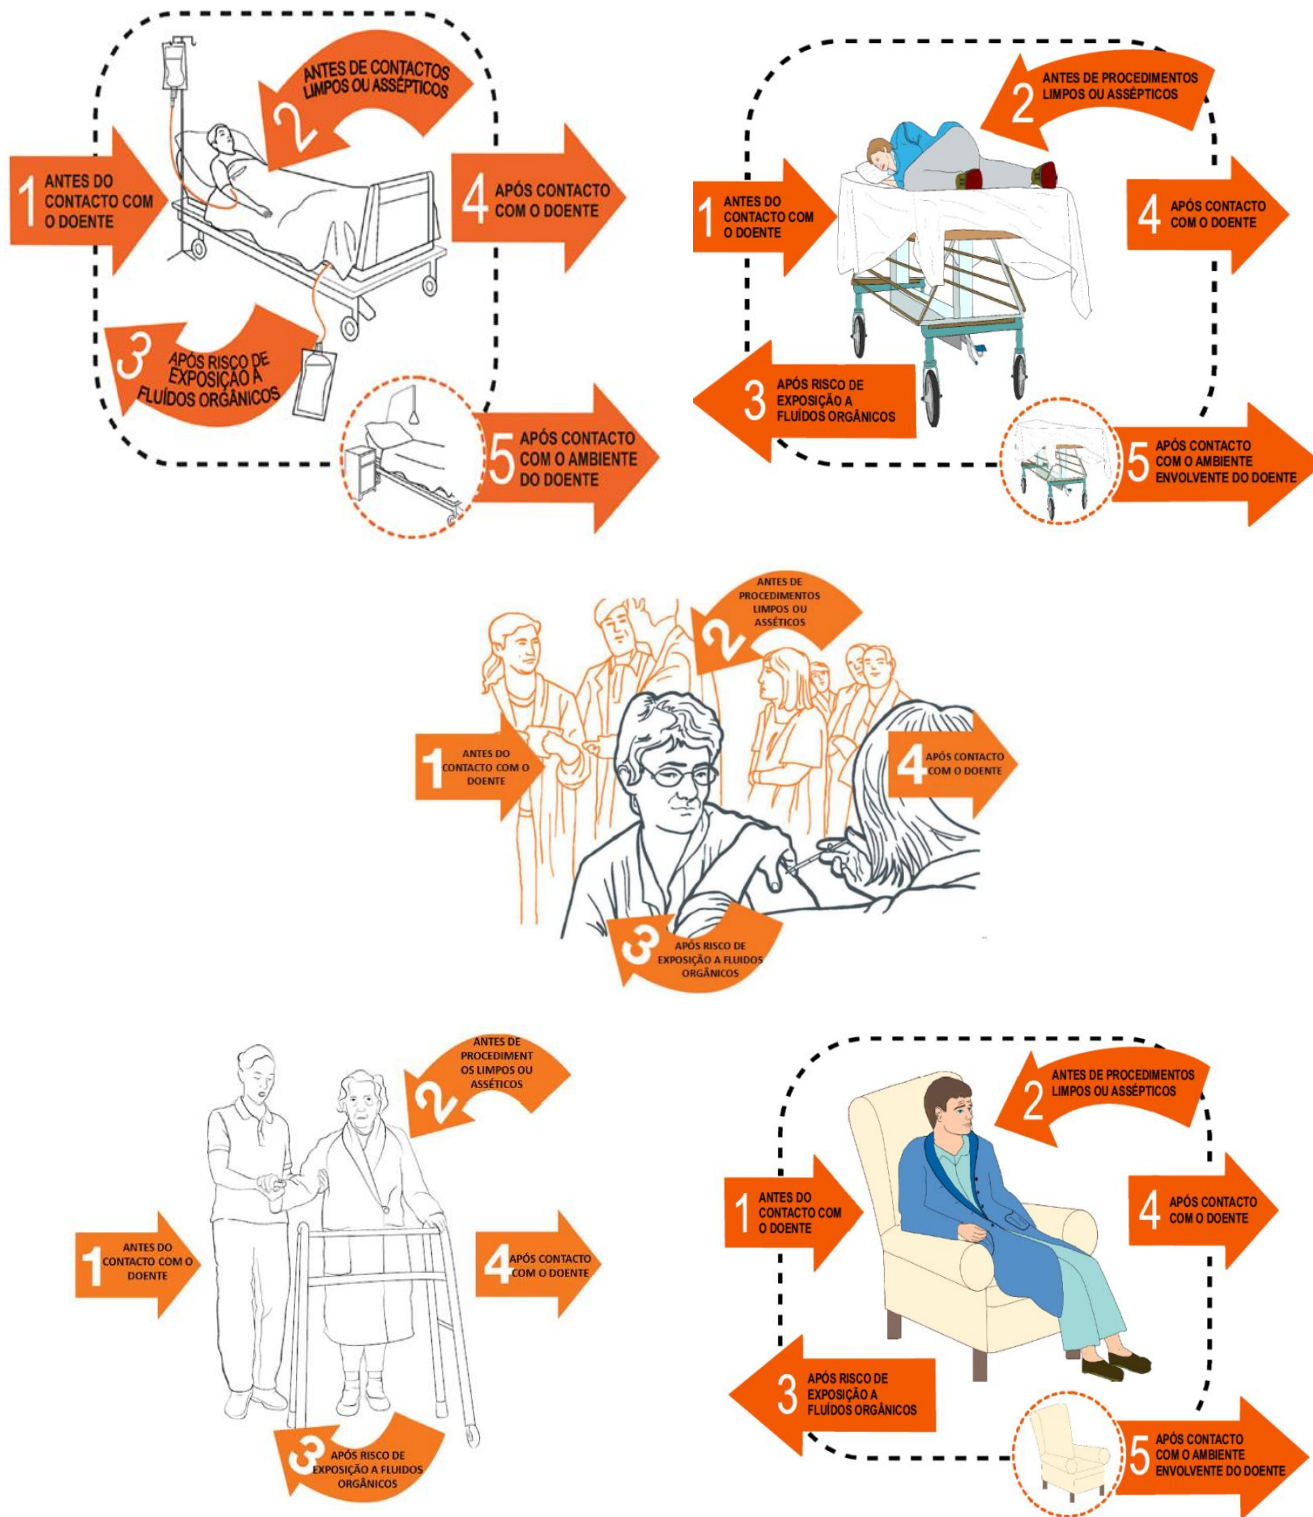 1
ANTES DO
CONTACTO COM
O DOENTE
2
ANTES DE CONTACTOS
LIMPOS OU ASSÉPTICOS
3
APÓS RISCO DE
EXPOSIÇÃO A
FLUÍDOS ORGÂNICOS
4
APÓS CONTACTO
COM O DOENTE
5
APÓS CONTACTO
COM O AMBIENTE
DO DOENTE
1
ANTES DO
CONTACTO COM
O DOENTE
2
ANTES DE PROCEDIMENTOS
LIMPOS OU ASSÉPTICOS
3
APÓS RISCO DE
EXPOSIÇÃO A
FLUÍDOS ORGÂNICOS
4
APÓS CONTACTO
COM O DOENTE
5
APÓS CONTACTO
COM O AMBIENTE
ENVOLVENTE DO DOENTE
1
ANTES DO
CONTACTO COM O
DOENTE
2
ANTES DE
PROCEDIMENTOS
LIMPOS OU
ASSÉTICOS
3
APÓS RISCO DE
EXPOSIÇÃO A FLUIDOS
ORGÂNICOS
4
APÓS CONTACTO
COM O DOENTE
1
ANTES DO
CONTACTO COM O
DOENTE
2
ANTES DE
PROCEDIMENT
OS LIMPOS OU
ASSÉTICOS
3
APÓS RISCO DE
EXPOSIÇÃO A FLUIDOS
ORGÂNICOS
4
APÓS CONTACTO
COM O DOENTE
1
ANTES DO
CONTACTO COM
O DOENTE
2
ANTES DE PROCEDIMENTOS
LIMPOS OU ASSÉPTICOS
3
APÓS RISCO DE
EXPOSIÇÃO A
FLUÍDOS ORGÂNICOS
4
APÓS CONTACTO
COM O DOENTE
5
APÓS CONTACTO
COM O AMBIENTE
ENVOLVENTE DO DOENTE